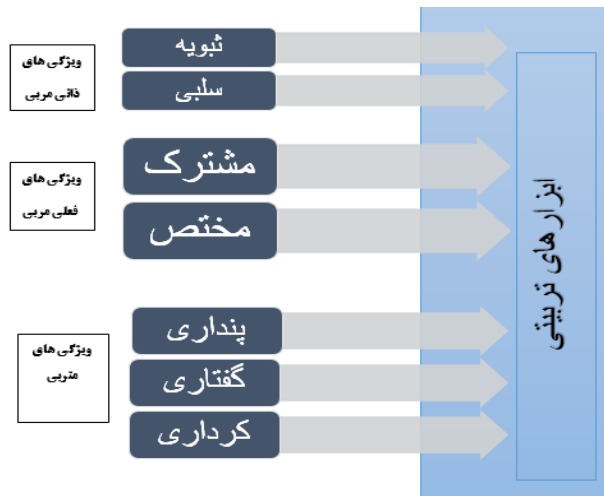 ویژگی های
ذاتی مربی
ثبویه
سلبی
ویژگی های
فعلی مربی
مشترک
مختص
ویژگی های
متربی
پنداری
گفتاری
کرداری
ابزارهای تربیتی